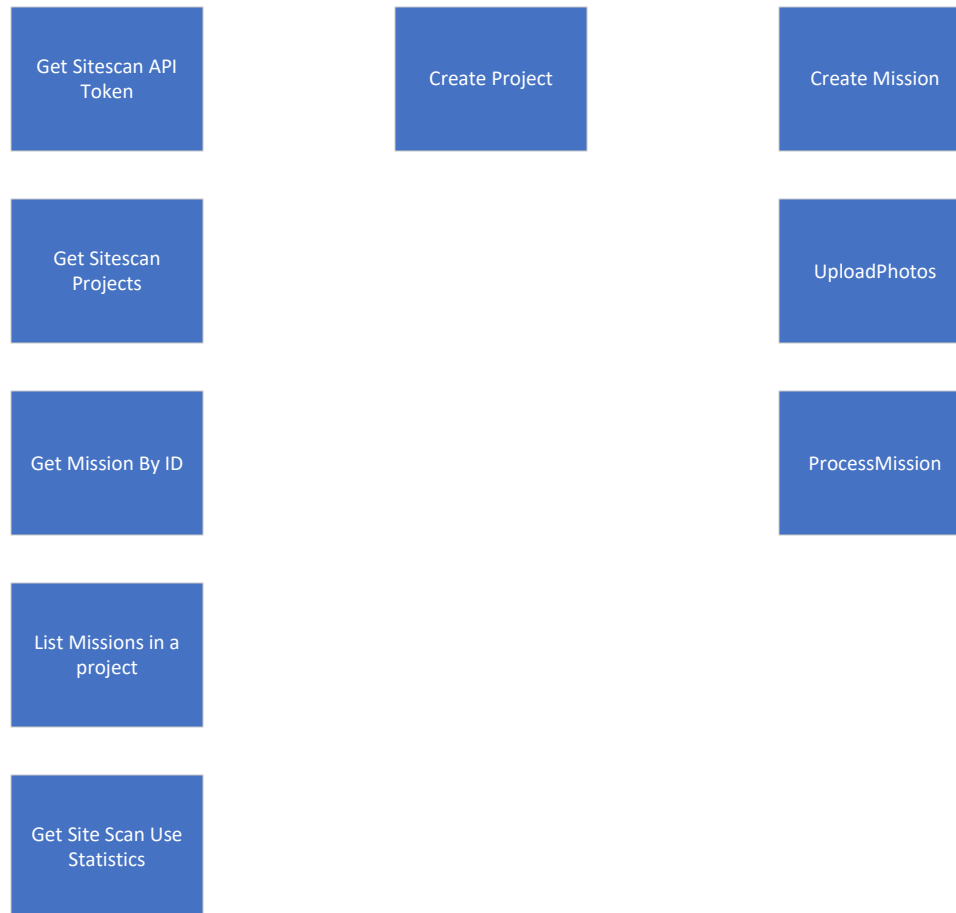 Get Sitescan API
Token
Create Project
Create Mission
Get Sitescan
Projects
UploadPhotos
Get Mission By ID
ProcessMission
List Missions in a
project
Get Site Scan Use
Statistics